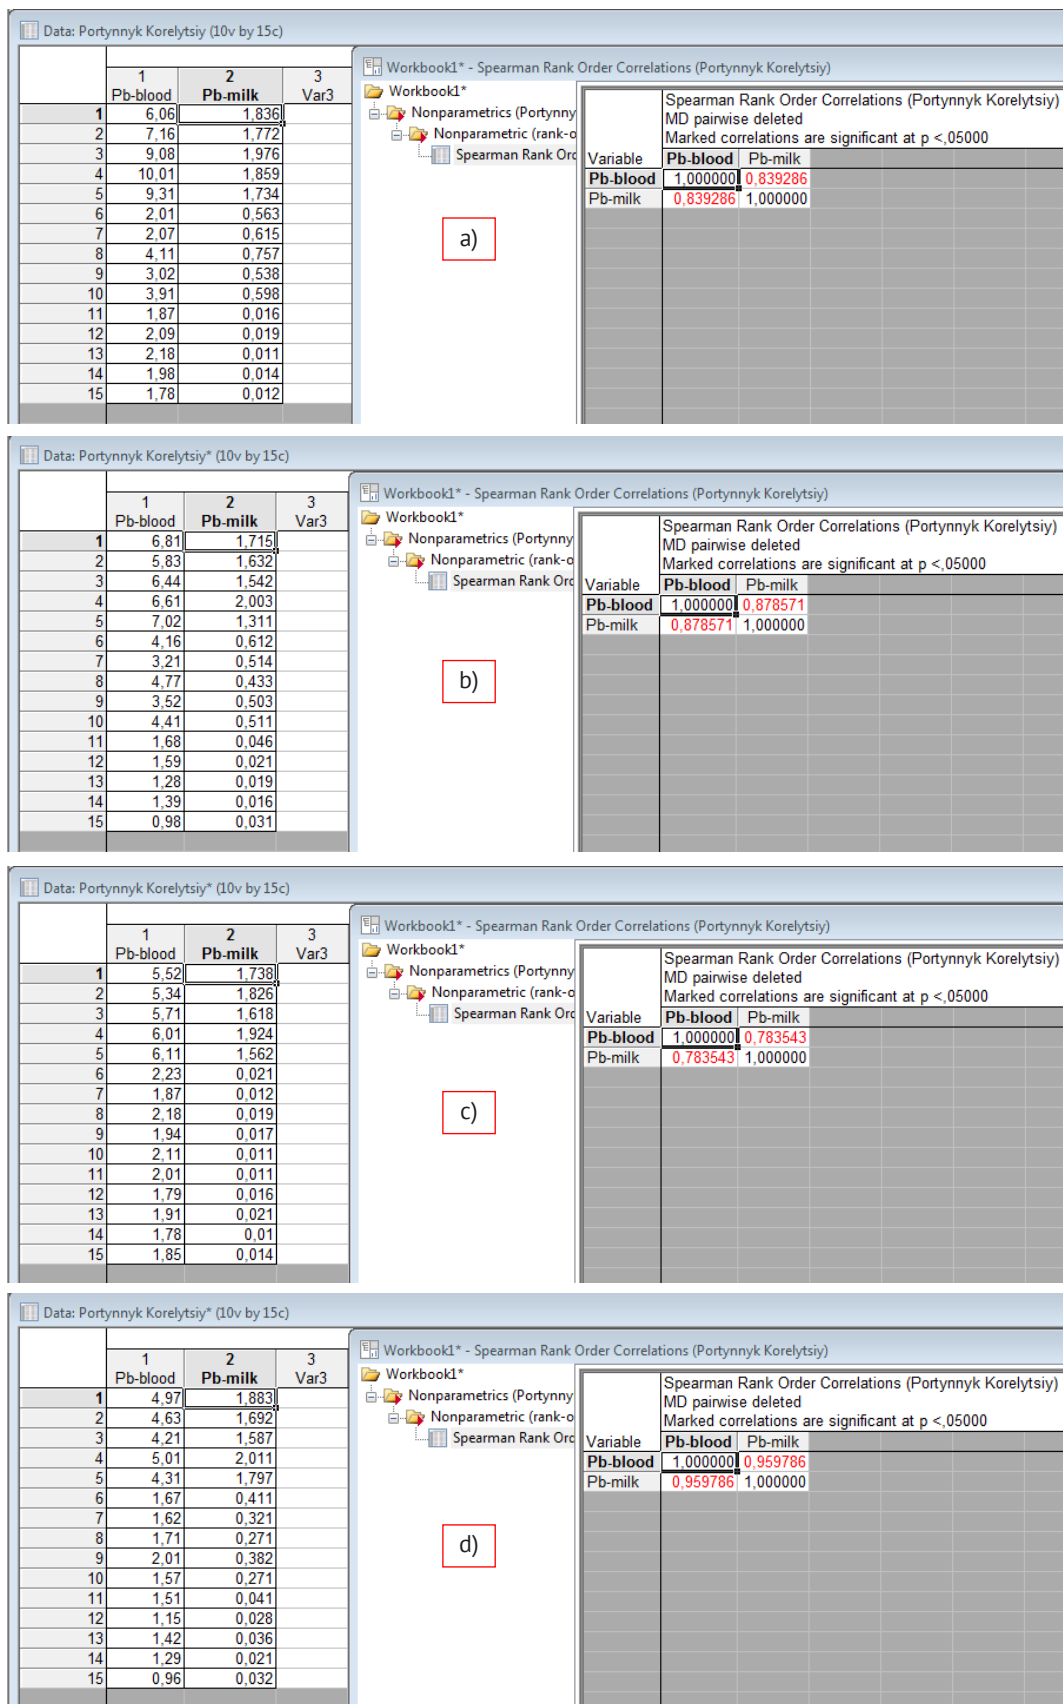 Data: Portynnyk Korelytsiy (10v by 15c)
1 2 3
Pb-blood Pb-milk Var3
1 6,06 1,836
2 7,16 1,772
3 9,08 1,976
4 10,01 1,859
5 9,31 1,734
6 2,01 0,563
7 2,07 0,615
8 4,11 0,757
9 3,02 0,538
10 3,91 0,598
11 1,87 0,016
12 2,09 0,019
13 2,18 0,011
14 1,98 0,014
15 1,78 0,012
Workbook1* - Spearman Rank Order Correlations (Portynnyk Korelytsiy)
Workbook1*
Nonparametrics (Portynny
Nonparametric (rank-o
Spearman Rank Ord
a)
Spearman Rank Order Correlations (Portynnyk Korelytsiy)
MD pairwise deleted
Marked correlations are significant at p <,05000
Variable Pb-blood Pb-milk
Pb-blood 1,000000 0,839286
Pb-milk 0,839286 1,000000
Data: Portynnyk Korelytsiy* (10v by 15c)
1 2 3
Pb-blood Pb-milk Var3
1 6,81 1,715
2 5,83 1,632
3 6,44 1,542
4 6,61 2,003
5 7,02 1,311
6 4,16 0,612
7 3,21 0,514
8 4,77 0,433
9 3,52 0,503
10 4,41 0,511
11 1,68 0,046
12 1,59 0,021
13 1,28 0,019
14 1,39 0,016
15 0,98 0,031
Workbook1* - Spearman Rank Order Correlations (Portynnyk Korelytsiy)
Workbook1*
Nonparametrics (Portynny
Nonparametric (rank-o
Spearman Rank Ord
b)
Spearman Rank Order Correlations (Portynnyk Korelytsiy)
MD pairwise deleted
Marked correlations are significant at p <,05000
Variable Pb-blood Pb-milk
Pb-blood 1,000000 0,878571
Pb-milk 0,878571 1,000000
Data: Portynnyk Korelytsiy* (10v by 15c)
1 2 3
Pb-blood Pb-milk Var3
1 5,52 1,738
2 5,34 1,826
3 5,71 1,618
4 6,01 1,924
5 6,11 1,562
6 2,23 0,021
7 1,87 0,012
8 2,18 0,019
9 1,94 0,017
10 2,11 0,011
11 2,01 0,011
12 1,79 0,016
13 1,91 0,021
14 1,78 0,01
15 1,85 0,014
Workbook1* - Spearman Rank Order Correlations (Portynnyk Korelytsiy)
Workbook1*
Nonparametrics (Portynny
Nonparametric (rank-o
Spearman Rank Ord
c)
Spearman Rank Order Correlations (Portynnyk Korelytsiy)
MD pairwise deleted
Marked correlations are significant at p <,05000
Variable Pb-blood Pb-milk
Pb-blood 1,000000 0,783543
Pb-milk 0,783543 1,000000
Data: Portynnyk Korelytsiy* (10v by 15c)
1 2 3
Pb-blood Pb-milk Var3
1 4,97 1,883
2 4,63 1,692
3 4,21 1,587
4 5,01 2,011
5 4,31 1,797
6 1,67 0,411
7 1,62 0,321
8 1,71 0,271
9 2,01 0,382
10 1,57 0,271
11 1,51 0,041
12 1,15 0,028
13 1,42 0,036
14 1,29 0,021
15 0,96 0,032
Workbook1* - Spearman Rank Order Correlations (Portynnyk Korelytsiy)
Workbook1*
Nonparametrics (Portynny
Nonparametric (rank-o
Spearman Rank Ord
d)
Spearman Rank Order Correlations (Portynnyk Korelytsiy)
MD pairwise deleted
Marked correlations are significant at p <,05000
Variable Pb-blood Pb-milk
Pb-blood 1,000000 0,959786
Pb-milk 0,959786 1,000000